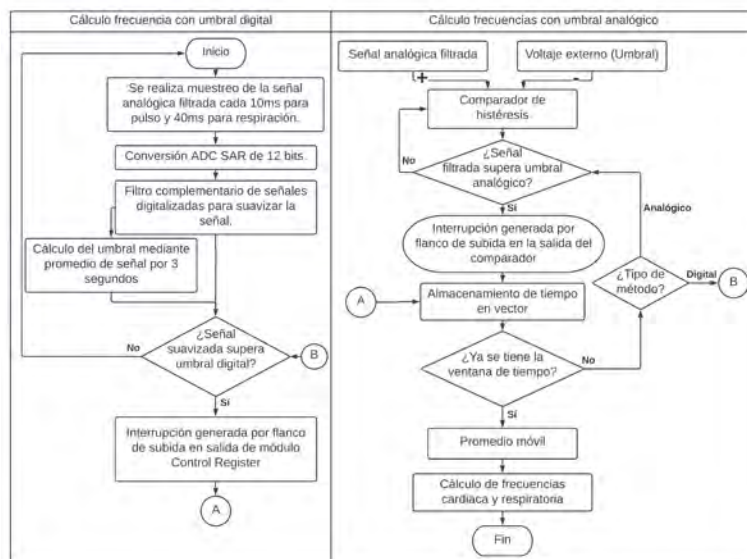 Cálculo frecuencia con umbral digital
Inicio
Se realiza muestreo de la señal
analógica filtrada cada 10ms para
pulso y 40ms para respiración.
Conversión ADC SAR de 12 bits.
Filtro complementario de señales
digitalizadas para suavizar la
señal.
Cálculo del umbral mediante
promedio de señal por 3
segundos
¿Señal
suavizada supera
umbral digital?
No
B
Sí
Interrupción generada por flanco
de subida en salida de módulo
Control Register
A
Cálculo frecuencias con umbral analógico
Señal analógica filtrada
Voltaje externo (Umbral)
+
-
Comparador de
histéresis
No
¿Señal
filtrada supera umbral
analógico?
Sí
Analógico
Interrupción generada por
flanco de subida en la salida del
comparador
¿Tipo de
método?
Digital
B
A
Almacenamiento de tiempo
en vector
¿Ya se tiene la
ventana de tiempo?
No
Sí
Promedio móvil
Cálculo de frecuencias
cardiaca y respiratoria
Fin